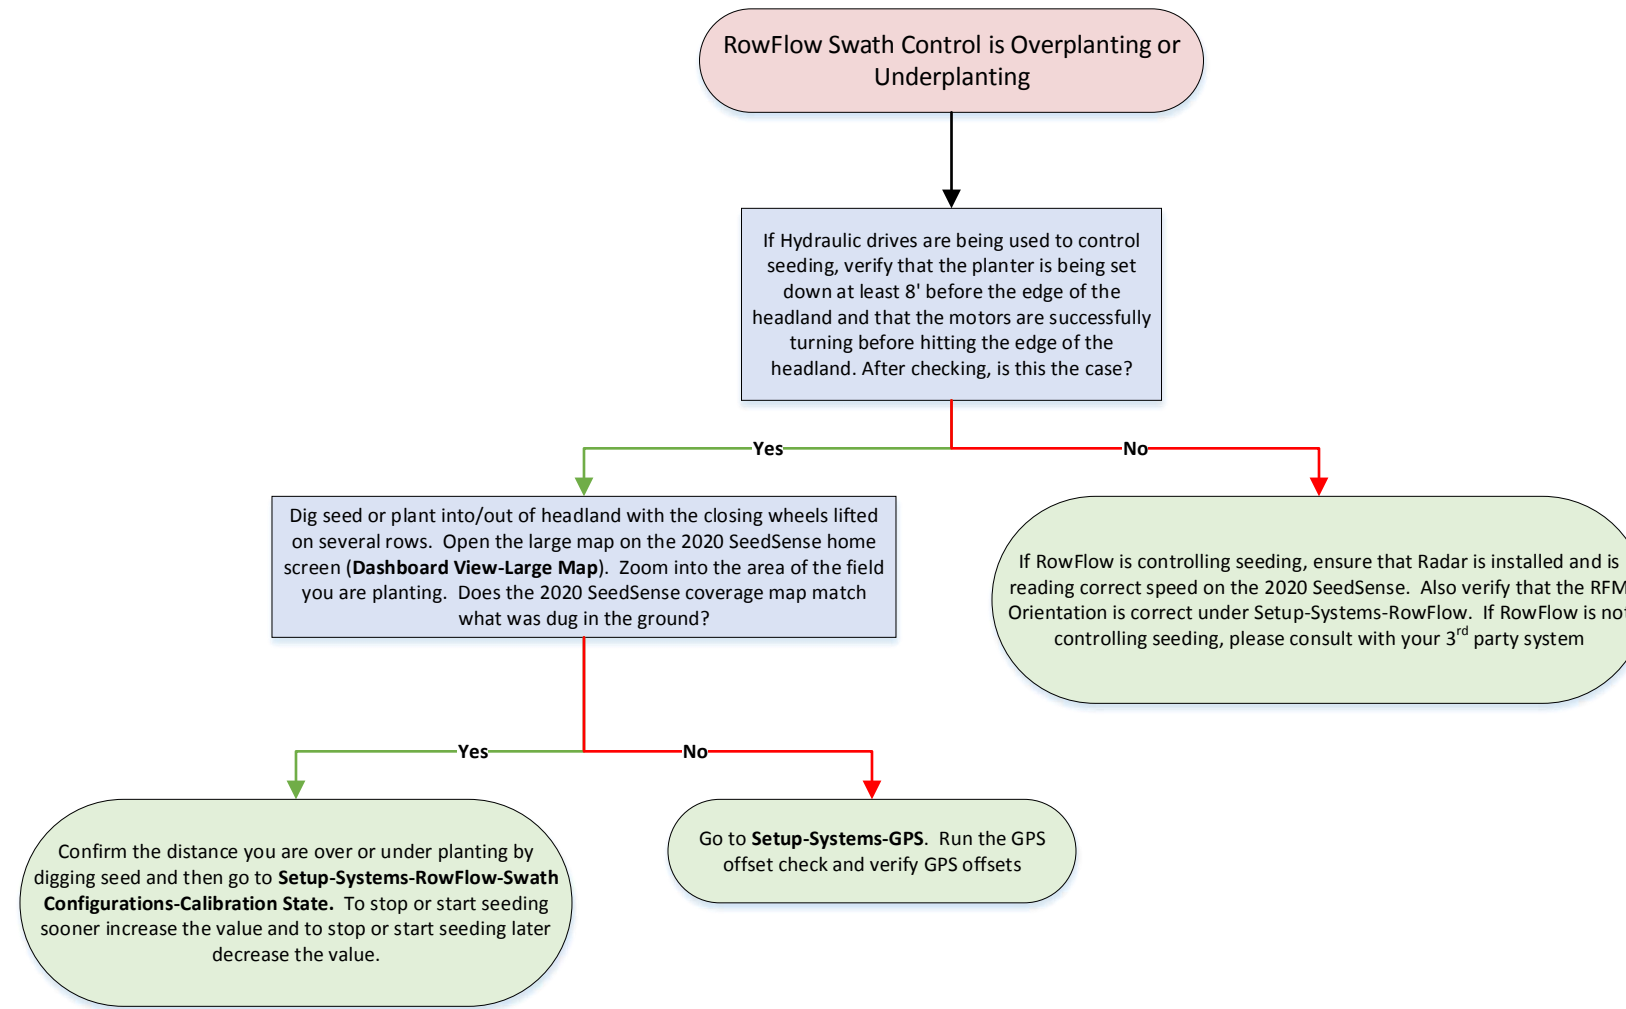 RowFlow Swath Control is Overplanting or
Underplanting
If Hydraulic drives are being used to control
seeding, verify that the planter is being set
down at least 8' before the edge of the
headland and that the motors are successfully
turning before hitting the edge of the
headland. After checking, is this the case?
Yes
No
Dig seed or plant into/out of headland with the closing wheels lifted
on several rows.  Open the large map on the 2020 SeedSense home
screen (Dashboard View-Large Map).  Zoom into the area of the field
you are planting.  Does the 2020 SeedSense coverage map match
what was dug in the ground?
If RowFlow is controlling seeding, ensure that Radar is installed and is
reading correct speed on the 2020 SeedSense.  Also verify that the RFM
Orientation is correct under Setup-Systems-RowFlow.  If RowFlow is not
controlling seeding, please consult with your 3rd party system
Yes
No
Confirm the distance you are over or under planting by
digging seed and then go to Setup-Systems-RowFlow-Swath
Configurations-Calibration State.  To stop or start seeding
sooner increase the value and to stop or start seeding later
decrease the value.
Go to Setup-Systems-GPS.  Run the GPS
offset check and verify GPS offsets